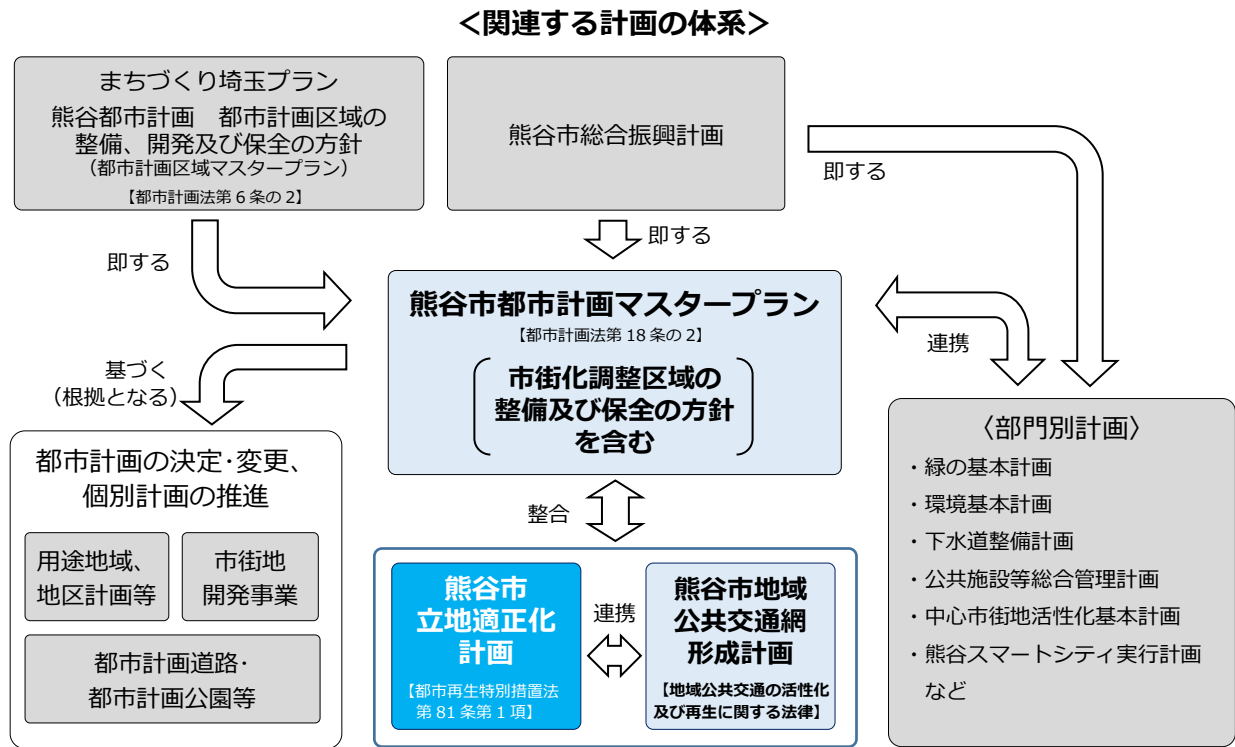 ＜関連する計画の体系＞
まちづくり埼玉プラン
熊谷都市計画　都市計画区域の
整備、開発及び保全の方針
（都市計画区域マスタープラン）
【都市計画法第６条の２】
熊谷市総合振興計画
即する
即する
即する
熊谷市都市計画マスタープラン
【都市計画法第 18 条の２】
市街化調整区域の
整備及び保全の方針
を含む
連携
基づく
（根拠となる）
都市計画の決定･変更、
個別計画の推進
用途地域、
地区計画等
市街地
開発事業
都市計画道路･
都市計画公園等
整合
熊谷市
立地適正化
計画
【都市再生特別措置法
第 81 条第１項】
連携
熊谷市地域
公共交通網
形成計画
【地域公共交通の活性化
及び再生に関する法律】
〈部門別計画〉
・緑の基本計画
・環境基本計画
・下水道整備計画
・公共施設等総合管理計画
・中心市街地活性化基本計画
・熊谷スマートシティ実行計画
など